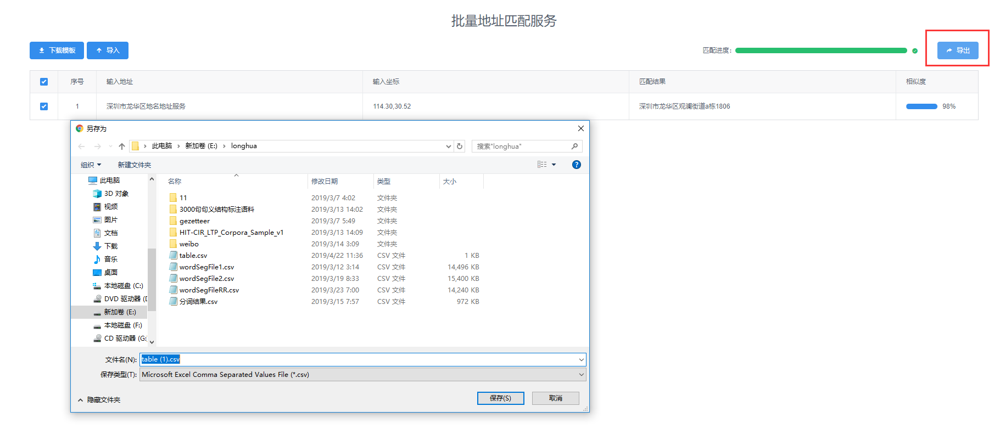 批量地址匹配服务
下载模板 导入 匹配进度: 导出
序号 输入地址 输入坐标 匹配结果 相似度
1 深圳市龙华区地名地址服务 114.30,30.52 深圳市龙华区观澜街道a栋1806 98%
另存为
此电脑 新加卷 (E:) longhua 搜索"longhua"
组织 新建文件夹
此电脑
3D 对象
视频
图片
文档
下载
音乐
桌面
本地磁盘 (C:)
DVD 驱动器 (D
新加卷 (E:)
本地磁盘 (F:)
CD 驱动器 (G:
名称 修改日期 类型 大小
11 2019/3/7 4:02 文件夹
3000句句义结构标注语料 2019/3/13 14:02 文件夹
gezetteer 2019/3/7 5:49 文件夹
HIT-CIR_LTP_Corpora_Sample_v1 2019/3/13 14:09 文件夹
weibo 2019/3/14 3:09 文件夹
table.csv 2019/4/22 11:36 CSV 文件 1 KB
wordSegFile1.csv 2019/3/12 3:14 CSV 文件 14,496 KB
wordSegFile2.csv 2019/3/19 8:33 CSV 文件 15,400 KB
wordSegFileRR.csv 2019/3/23 7:00 CSV 文件 14,240 KB
分词结果.csv 2019/3/15 7:57 CSV 文件 972 KB
文件名(N): table (1).csv
保存类型(T): Microsoft Excel Comma Separated Values File (*.csv)
隐藏文件夹 保存(S) 取消